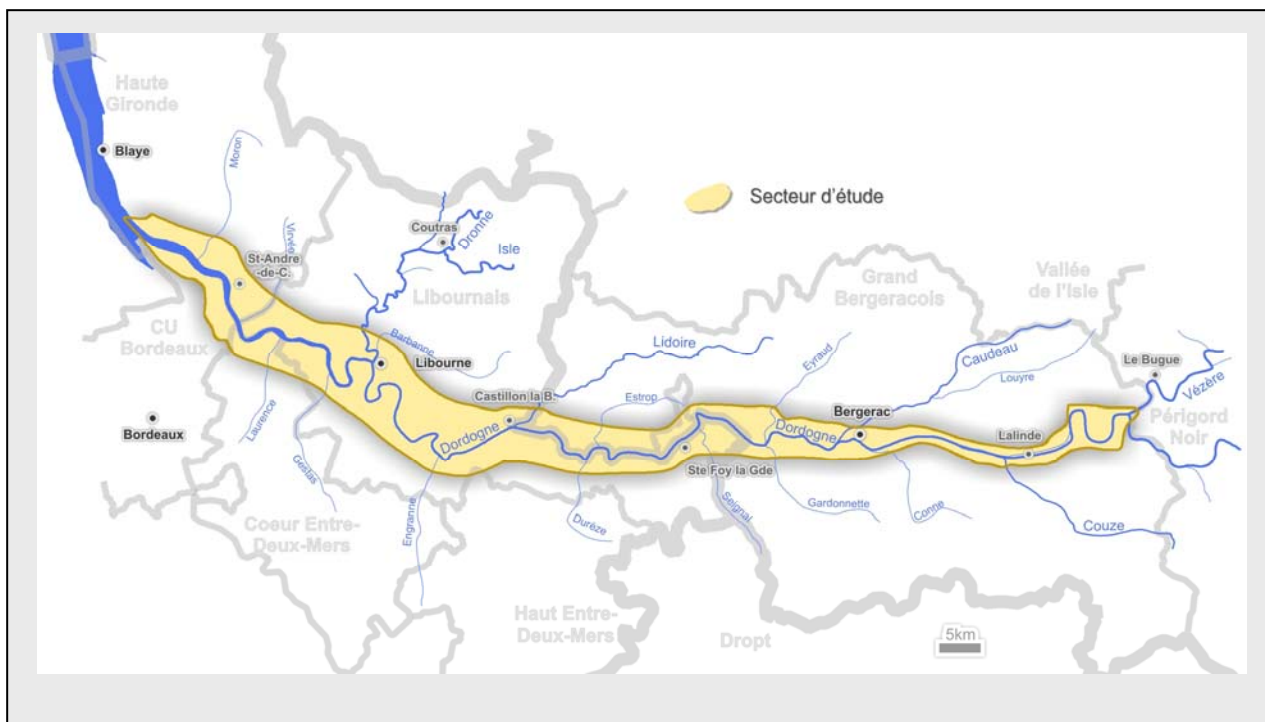 Haute
Gironde
Blaye
Moron
Virvée
Secteur d'étude
Coutras
Dronne
Isle
St-Andre
-de-C.
Libournais
Grand
Bergeracois
Vallée
de l'Isle
CU
Bordeaux
Barbanne
Libourne
Lidoire
Eyraud
Caudeau
Louyre
Le Bugue
Vézère
Castillon la B.
Estrop
Bergerac
Périgord
Noir
Bordeaux
Laurence
Dordogne
Dordogne
Lalinde
Gestas
Ste Foy la Gde
Engranne
Durèze
Seignal
Gardonnette
Conne
Couze
Coeur Entre-
Deux-Mers
Haut Entre-
Deux-Mers
Dropt
5km